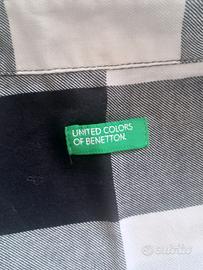 UNITED COLORS
OF BENETTON.
subito